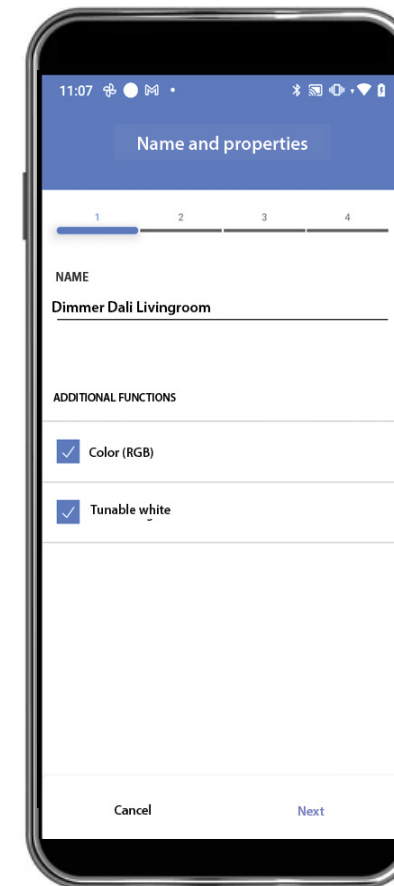 11:07
Name and properties
1 2 3 4
NAME
Dimmer Dali Livingroom
ADDITIONAL FUNCTIONS
Color (RGB)
Tunable white
Cancel Next